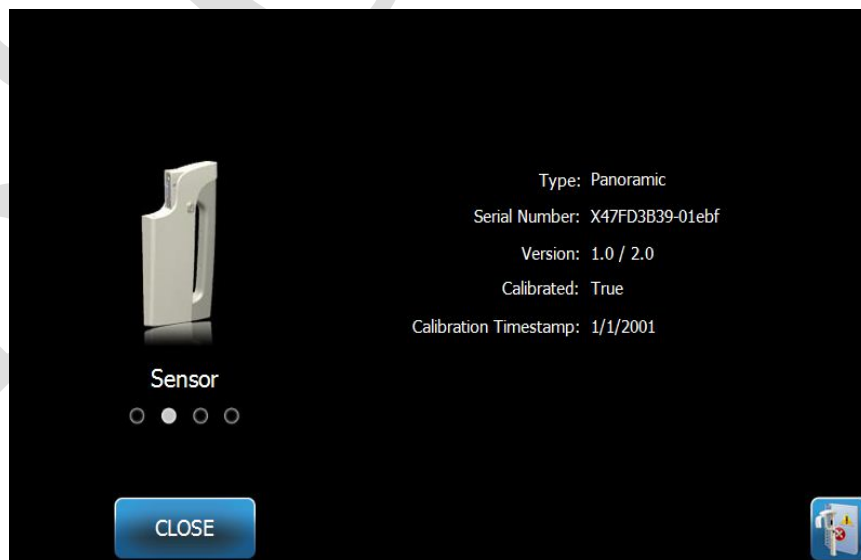 Type: Panoramic
Serial Number: X47FD3B39-01ebf
Version: 1.0 / 2.0
Calibrated: True
Calibration Timestamp: 1/1/2001
Sensor
CLOSE